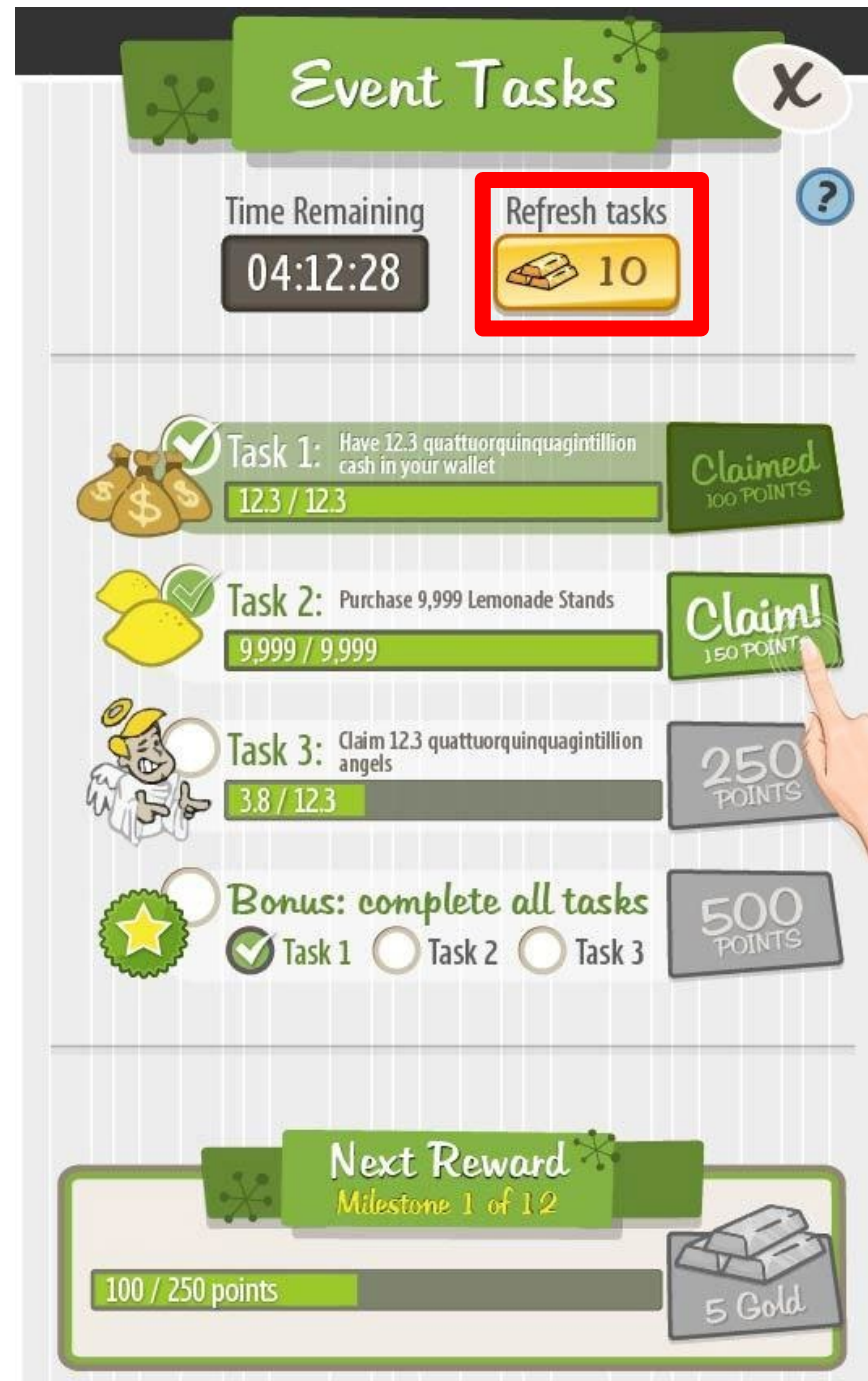 Event Tasks
X
?
Time Remaining
Refresh tasks
04:12:28
10
Task 1: Have 12.3 quattuorquinquagintillion
cash in your wallet
12.3 / 12.3
Claimed
100 POINTS
Task 2: Purchase 9,999 Lemonade Stands
9,999 / 9,999
Claim!
150 POINTS
Task 3: Claim 12.3 quattuorquinquagintillion
angels
3.8 / 12.3
250
POINTS
Bonus: complete all tasks
Task 1 Task 2 Task 3
500
POINTS
Next Reward
Milestone 1 of 12
100 / 250 points
5 Gold